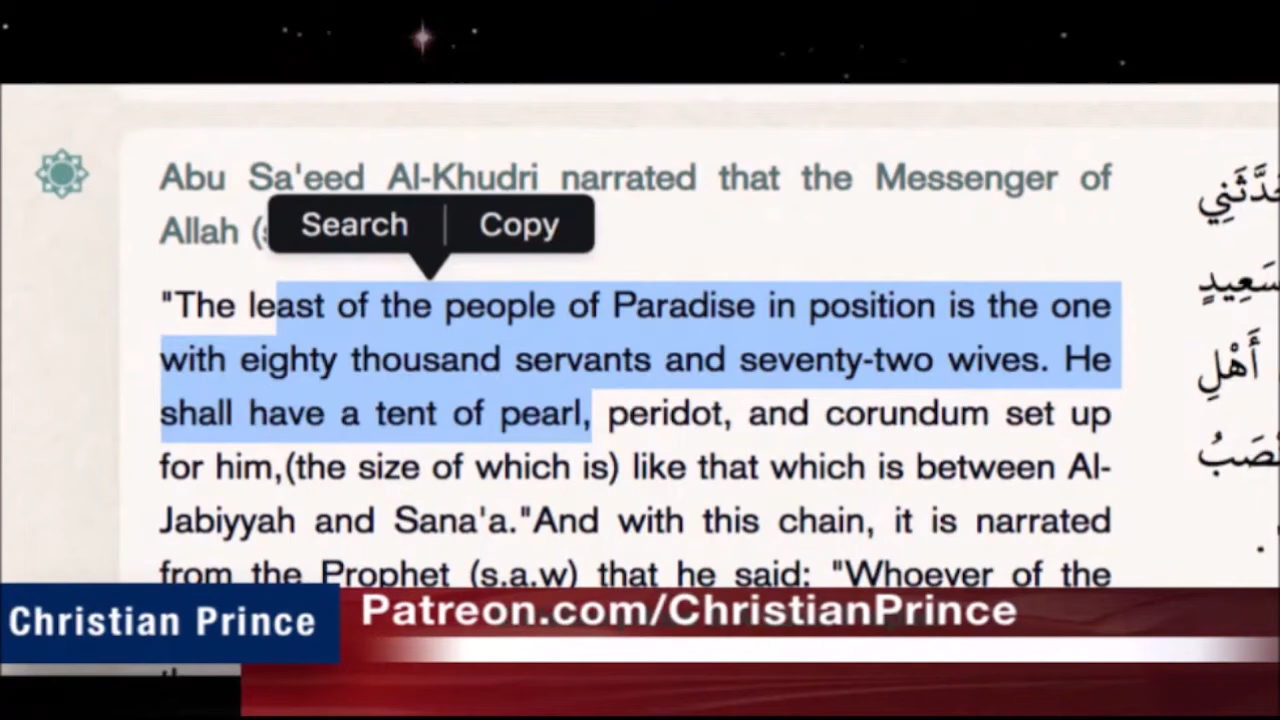 Abu Sa'eed Al-Khudri narrated that the Messenger of
Allah (
Search
Copy
"The least of the people of Paradise in position is the one
with eighty thousand servants and seventy-two wives. He
shall have a tent of pearl, peridot, and corundum set up
for him,(the size of which is) like that which is between Al-
Jabiyyah and Sana'a."And with this chain, it is narrated
from the Prophet (s.a.w) that he said: "Whoever of the
سَعِيدٍ
أَهْلِ
Christian Prince
Patreon.com/ChristianPrince